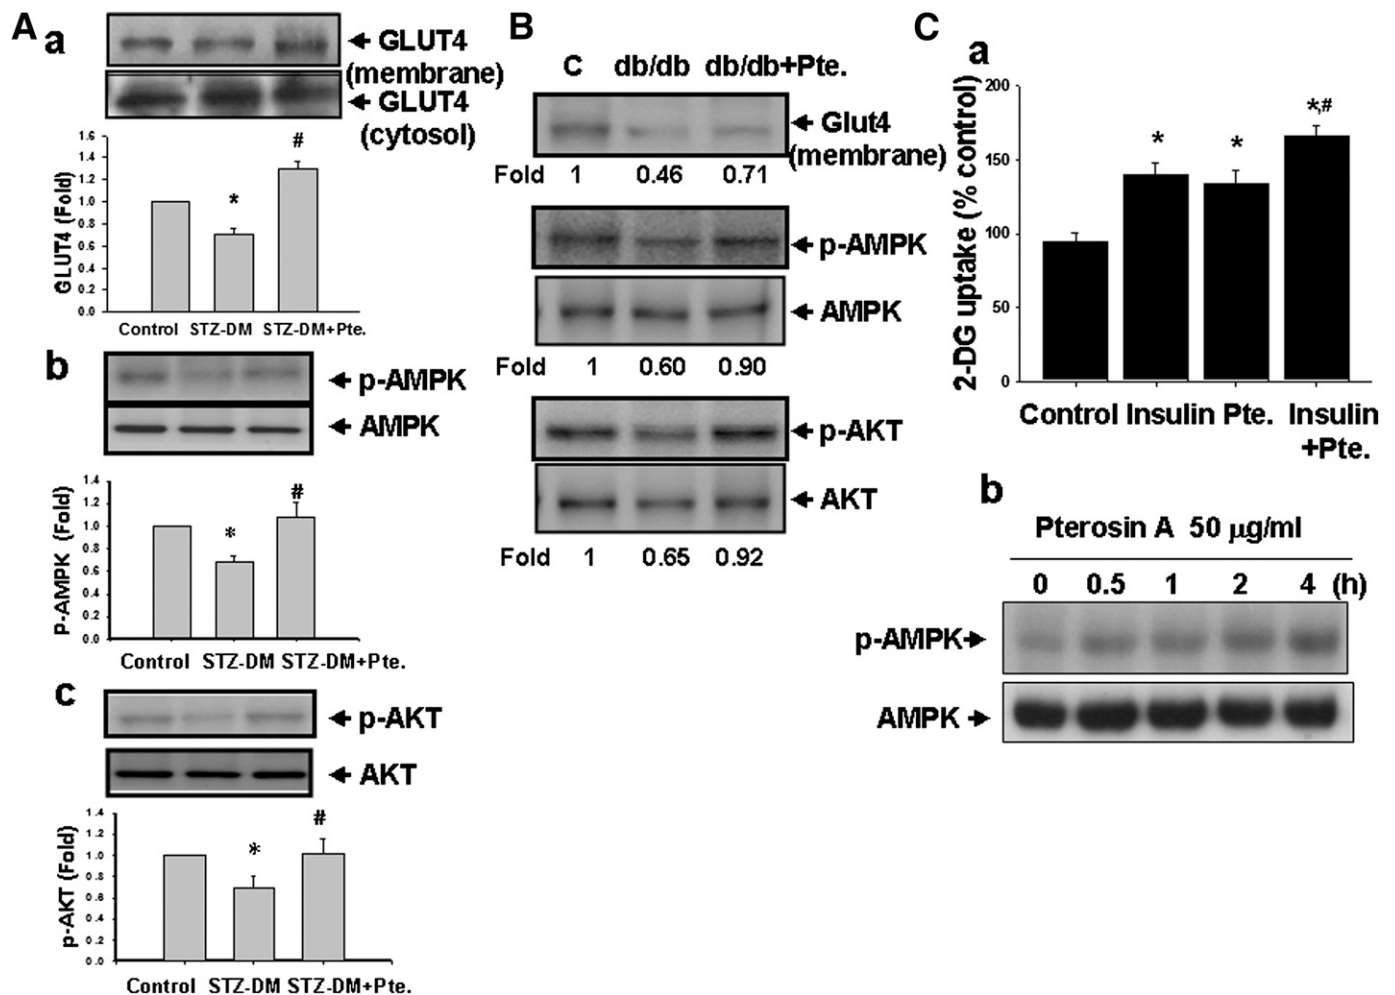 A
a
GLUT4
(membrane)
GLUT4
(cytosol)
GLUT4 (Fold)
1.6
1.4
1.2
1.0
0.8
0.6
0.4
0.2
0.0
*
#
Control STZ-DM STZ-DM+Pte.
b
p-AMPK
AMPK
P-AMPK (Fold)
1.4
1.2
1.0
0.8
0.6
0.4
0.2
0.0
*
#
Control STZ-DM STZ-DM+Pte.
c
p-AKT
AKT
p-AKT (Fold)
1.4
1.2
1.0
0.8
0.6
0.4
0.2
0.0
*
#
Control STZ-DM STZ-DM+Pte.
B
C db/db db/db+Pte.
Glut4
(membrane)
Fold 1 0.46 0.71
p-AMPK
AMPK
Fold 1 0.60 0.90
p-AKT
AKT
Fold 1 0.65 0.92
C
a
2-DG uptake (% control)
200
150
100
50
0
*
*
*,#
Control Insulin Pte. Insulin
+Pte.
b
Pterosin A 50 μg/ml
0 0.5 1 2 4 (h)
p-AMPK
AMPK